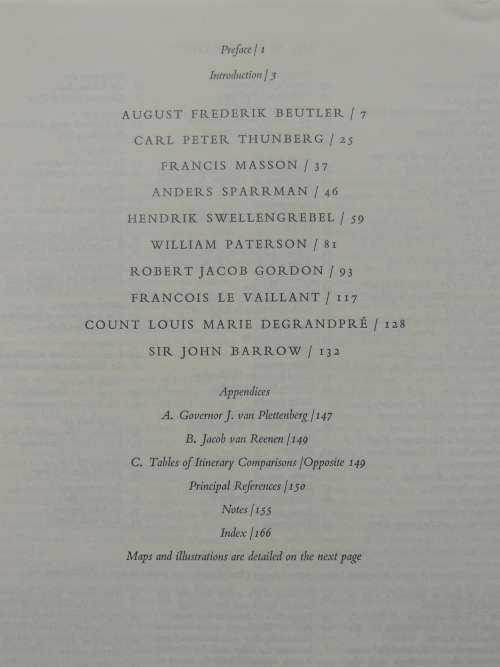 Preface / 1
Introduction / 3
AUGUST FREDERIK BEUTLER / 7
CARL PETER THUNBERG / 25
FRANCIS MASSON / 37
ANDERS SPARRMAN / 46
HENDRIK SWELLENGREBEL / 59
WILLIAM PATERSON / 81
ROBERT JACOB GORDON / 93
FRANCOIS LE VAILLANT / 117
COUNT LOUIS MARIE DEGRANDPRÉ / 128
SIR JOHN BARROW / 132
Appendices
A. Governor J. van Plettenberg /147
B. Jacob van Reenen /149
C. Tables of Itinerary Comparisons /Opposite 149
Principal References /150
Notes /155
Index /166
Maps and illustrations are detailed on the next page